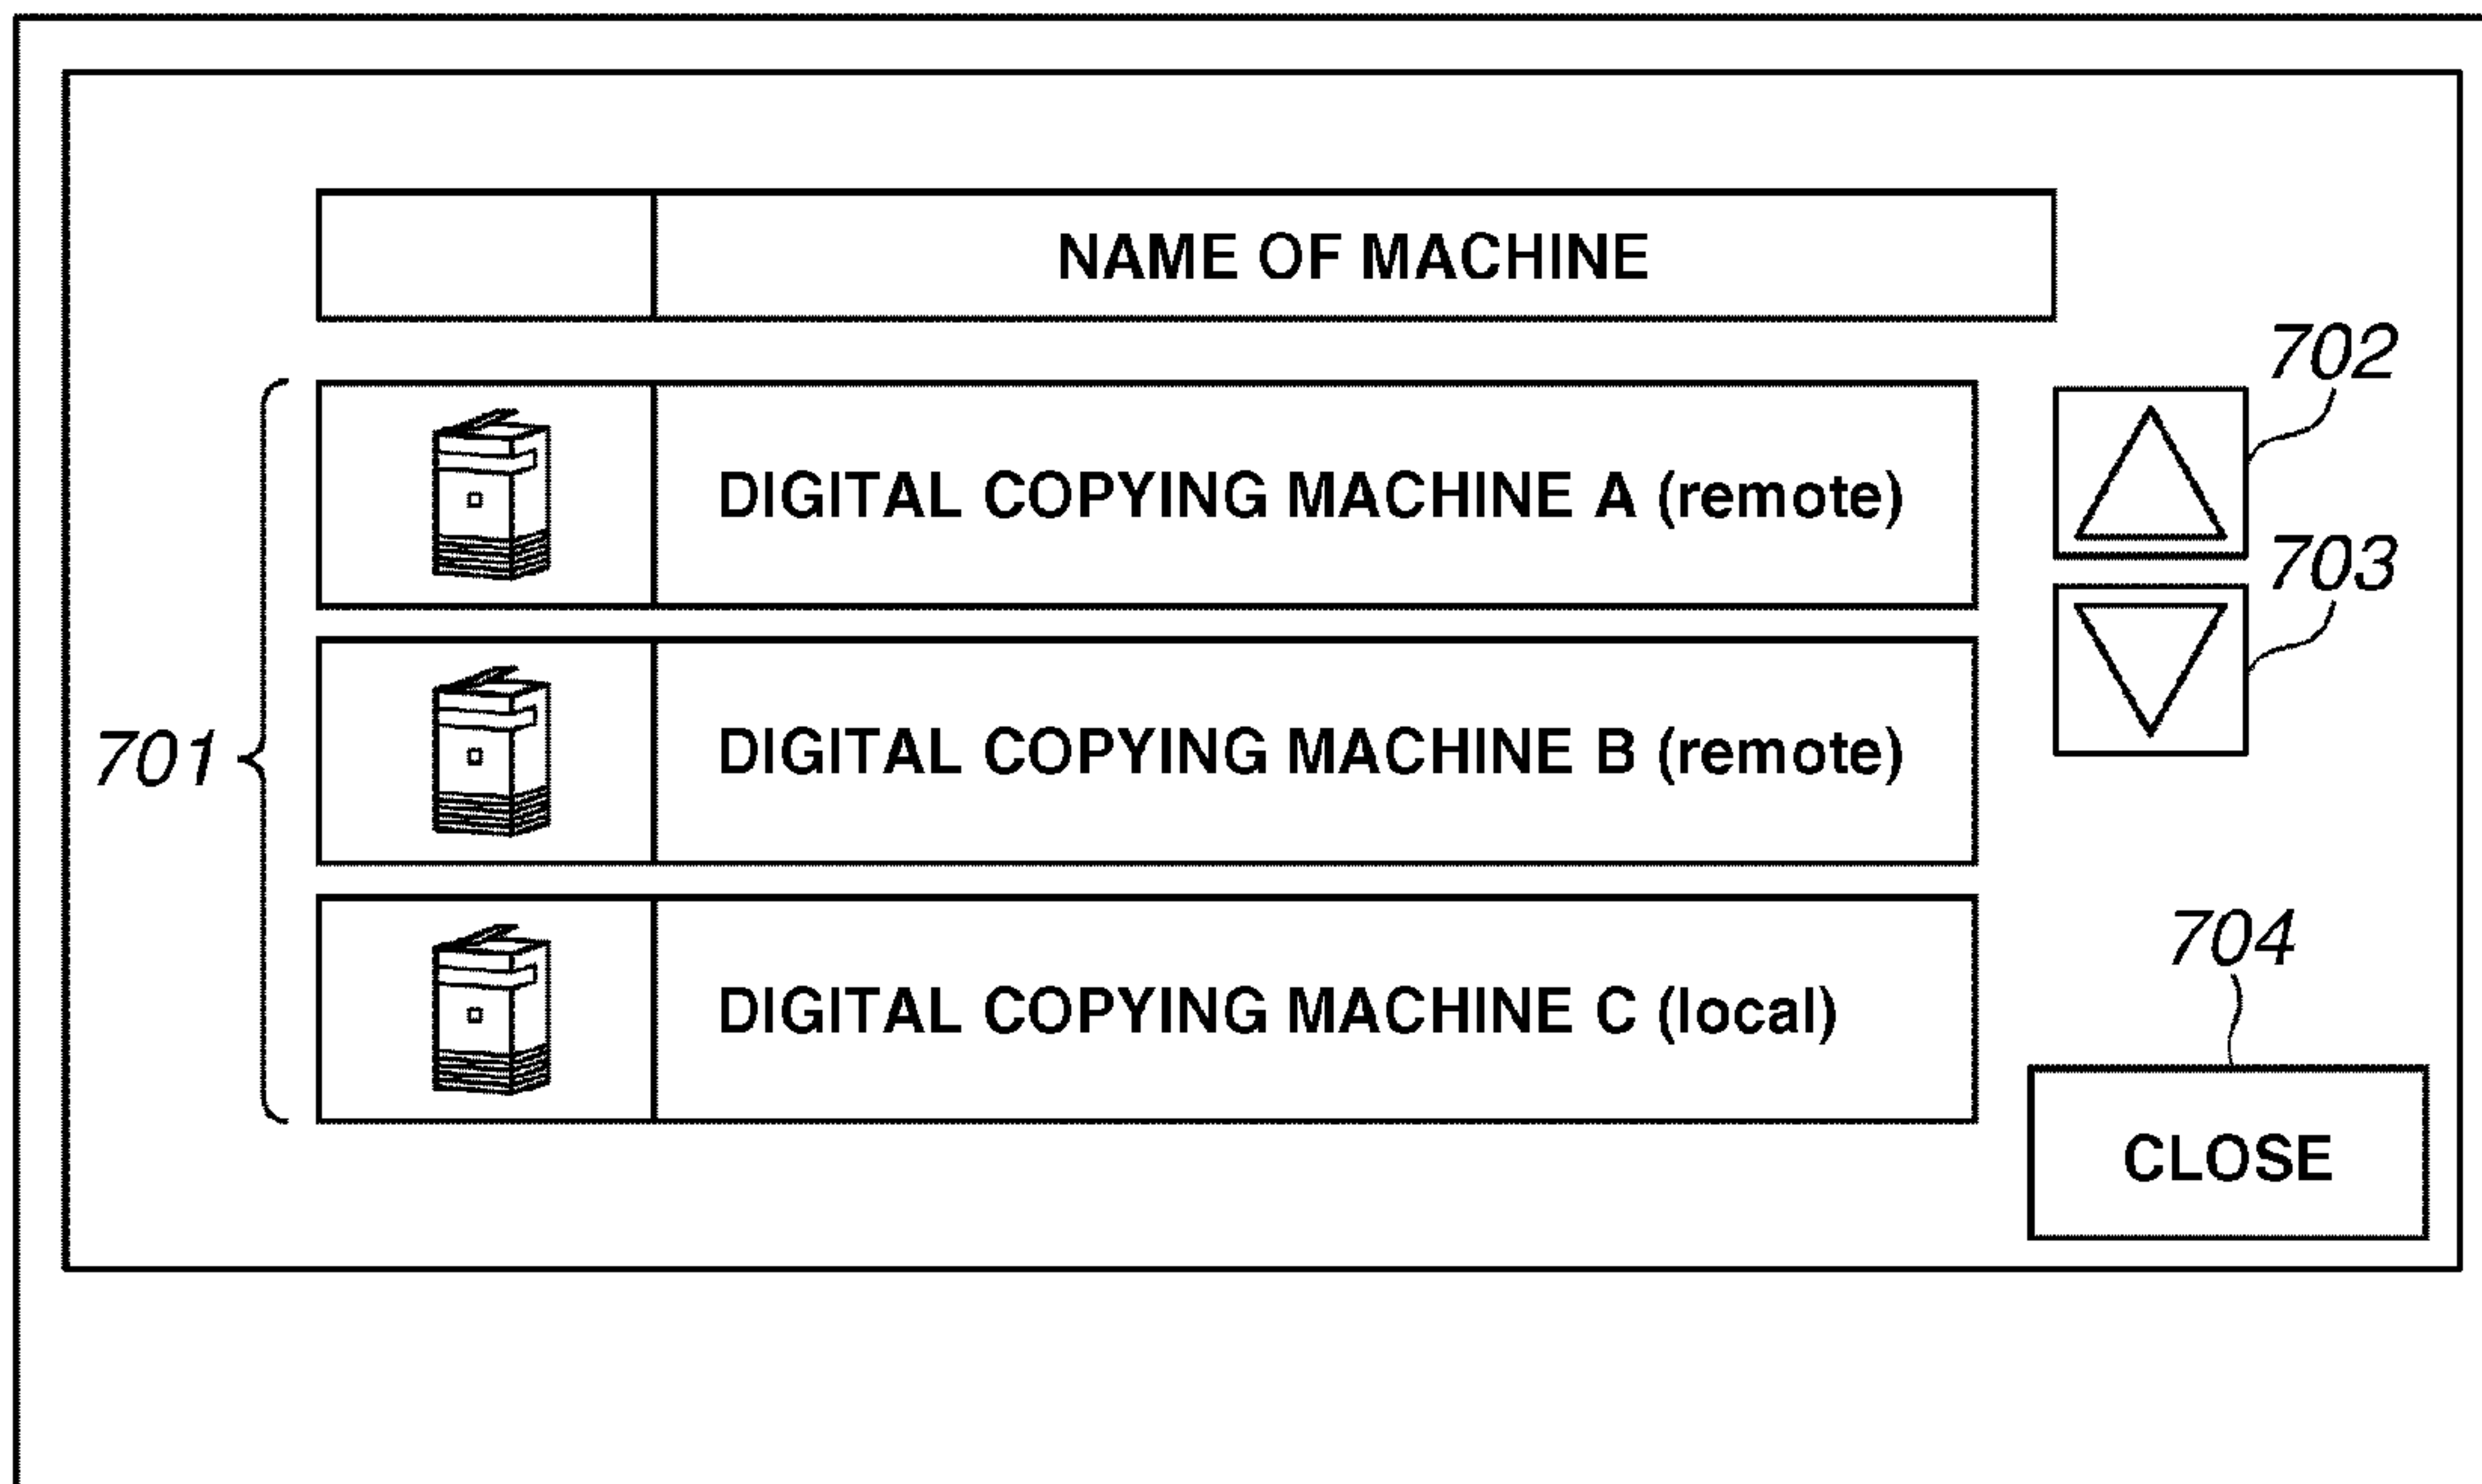 NAME OF MACHINE
702
DIGITAL COPYING MACHINE A (remote)
703
701
DIGITAL COPYING MACHINE B (remote)
704
DIGITAL COPYING MACHINE C (local)
CLOSE